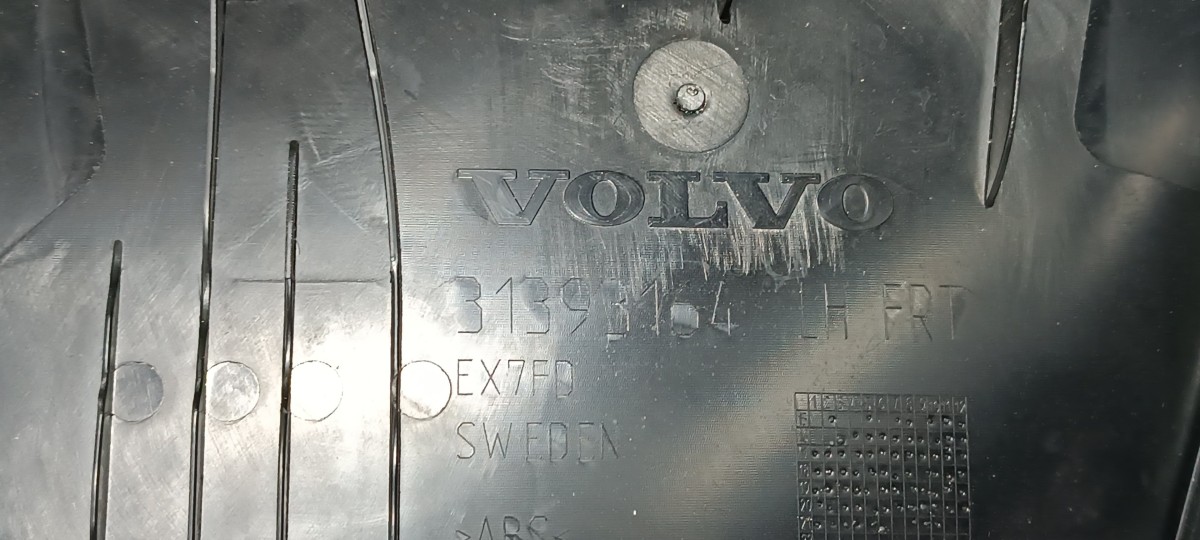 VOLVO
31393164 LH FRT
EX7FD
SWEDEN
>ABS<